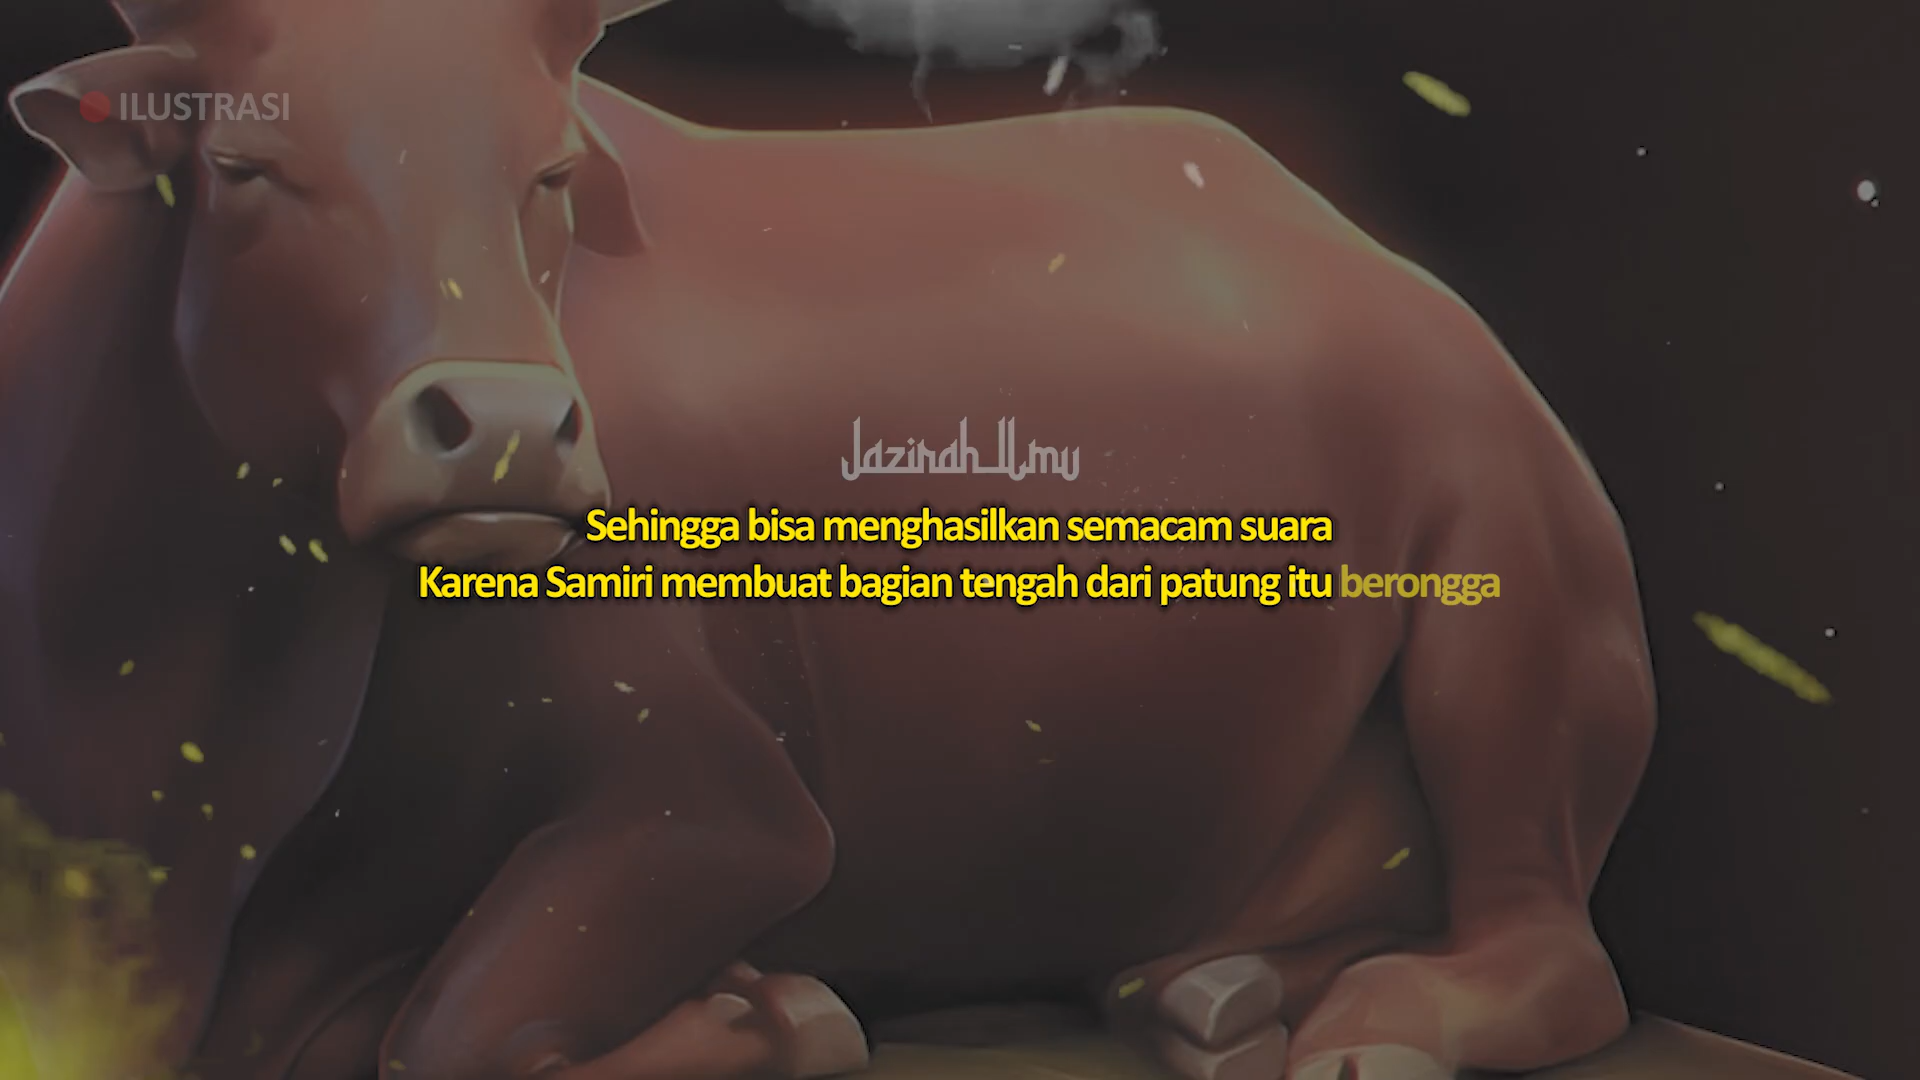 ILUSTRASI
Jazirah Ilmu
Sehingga bisa menghasilkan semacam suara
Karena Samiri membuat bagian tengah dari patung itu berongga